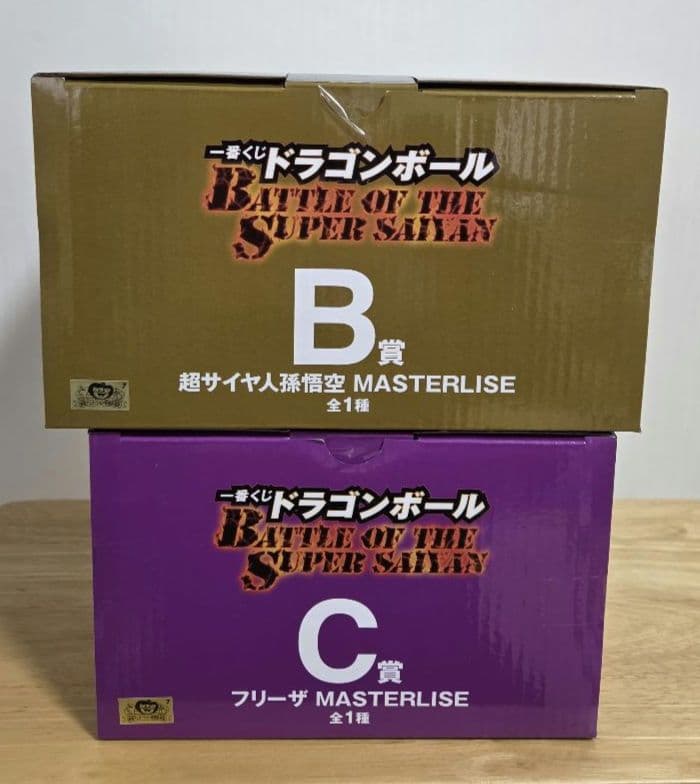 一番くじ ドラゴンボール
BATTLE OF THE
SUPER SAIYAN
B賞
超サイヤ人孫悟空 MASTERLISE
全1種
一番くじ ドラゴンボール
BATTLE OF THE
SUPER SAIYAN
C賞
フリーザ MASTERLISE
全1種